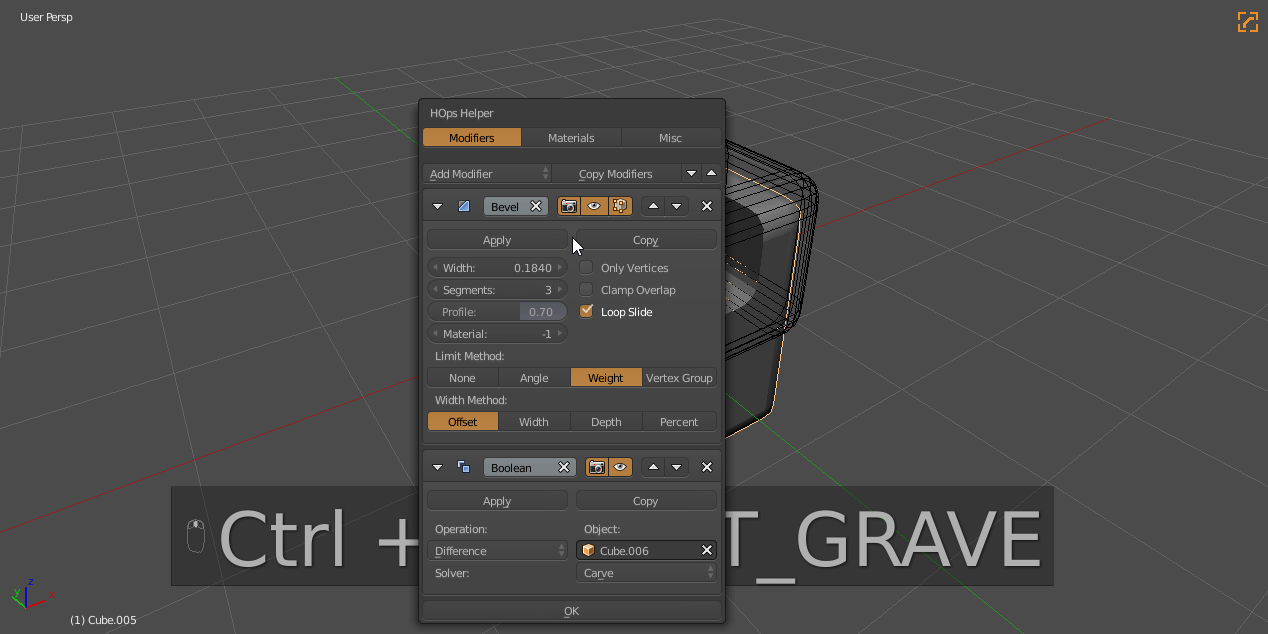 User Persp
HOps Helper
Modifiers Materials Misc
Add Modifier Copy Modifiers
Bevel
Apply Copy
Width: 0.1840 Only Vertices
Segments: 3 Clamp Overlap
Profile: 0.70 Loop Slide
Material: -1
Limit Method:
None Angle Weight Vertex Group
Width Method:
Offset Width Depth Percent
Boolean
Apply Copy
Operation: Object:
Difference Cube.006
Solver: Carve
OK
Ctrl + T_GRAVE
z
y x
(1) Cube.005